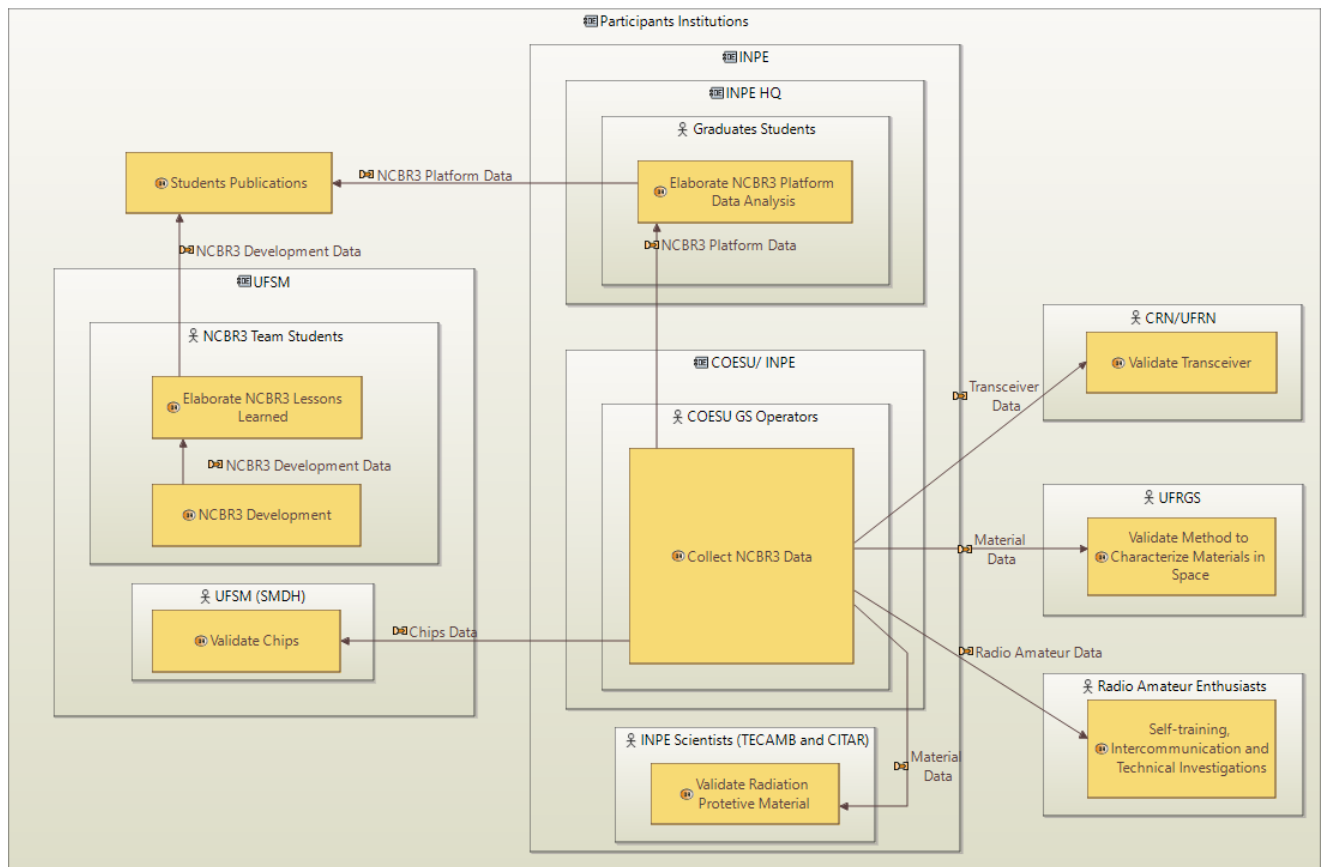 Participants Institutions
INPE
INPE HQ
Graduates Students
Students Publications
NCBR3 Platform Data
Elaborate NCBR3 Platform
Data Analysis
NCBR3 Development Data
NCBR3 Platform Data
UFSM
NCBR3 Team Students
CRN/UFRN
Validate Transceiver
COESU/ INPE
Elaborate NCBR3 Lessons
Learned
Transceiver
Data
COESU GS Operators
NCBR3 Development Data
NCBR3 Development
UFRGS
Collect NCBR3 Data
Material
Data
Validate Method to
Characterize Materials in
Space
UFSM (SMDH)
Validate Chips
Chips Data
Radio Amateur Data
Radio Amateur Enthusiasts
Self-training,
Intercommunication and
Technical Investigations
INPE Scientists (TECAMB and CITAR)
Material
Data
Validate Radiation
Protetive Material